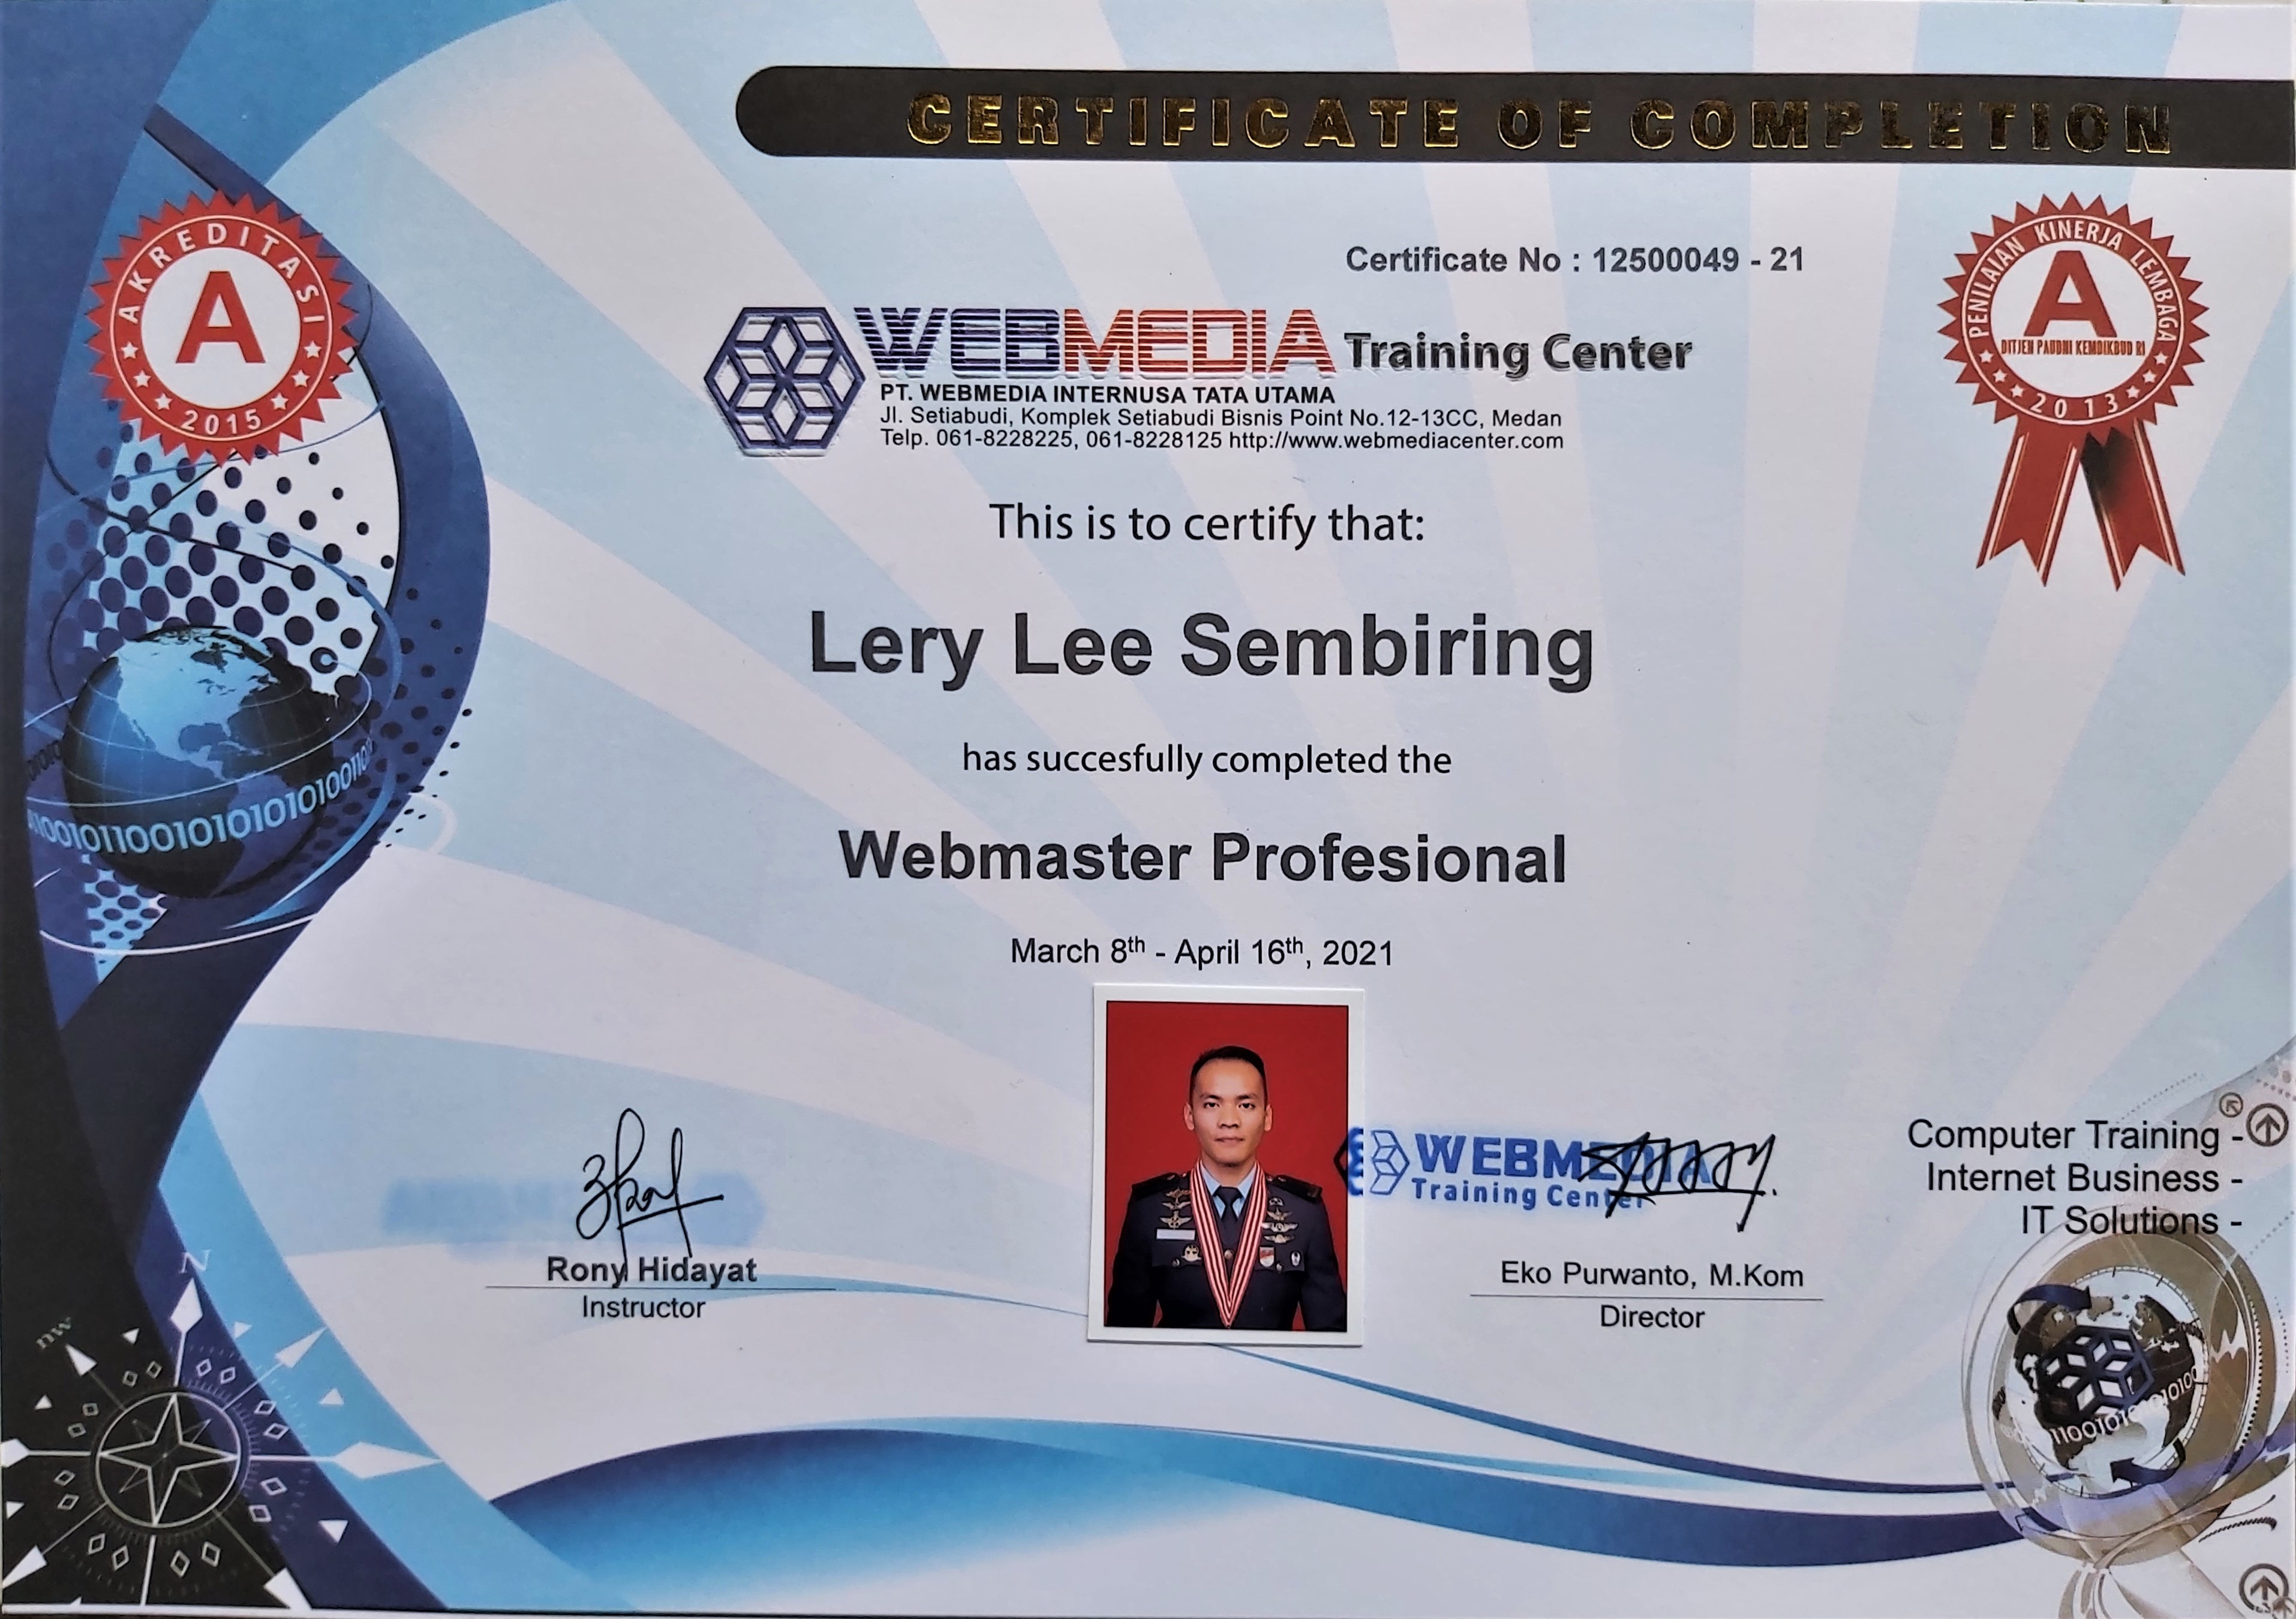 CERTIFICATE OF COMPLETION
AKREDITASI
A
2015
PENILAIAN KINERJA LEMBAGA
A
DITJEN PAUDNI KEMDIKBUD RI
2013
Certificate No : 12500049 - 21
WEBMEDIA Training Center
PT. WEBMEDIA INTERNUSA TATA UTAMA
Jl. Setiabudi, Komplek Setiabudi Bisnis Point No.12-13CC, Medan
Telp. 061-8228225, 061-8228125 http://www.webmediacenter.com
This is to certify that:
Lery Lee Sembiring
has succesfully completed the
Webmaster Profesional
March 8th - April 16th, 2021
WEBMEDIA
Training Center
Rony Hidayat
Instructor
Eko Purwanto, M.Kom
Director
Computer Training -
Internet Business -
IT Solutions -
N
nw